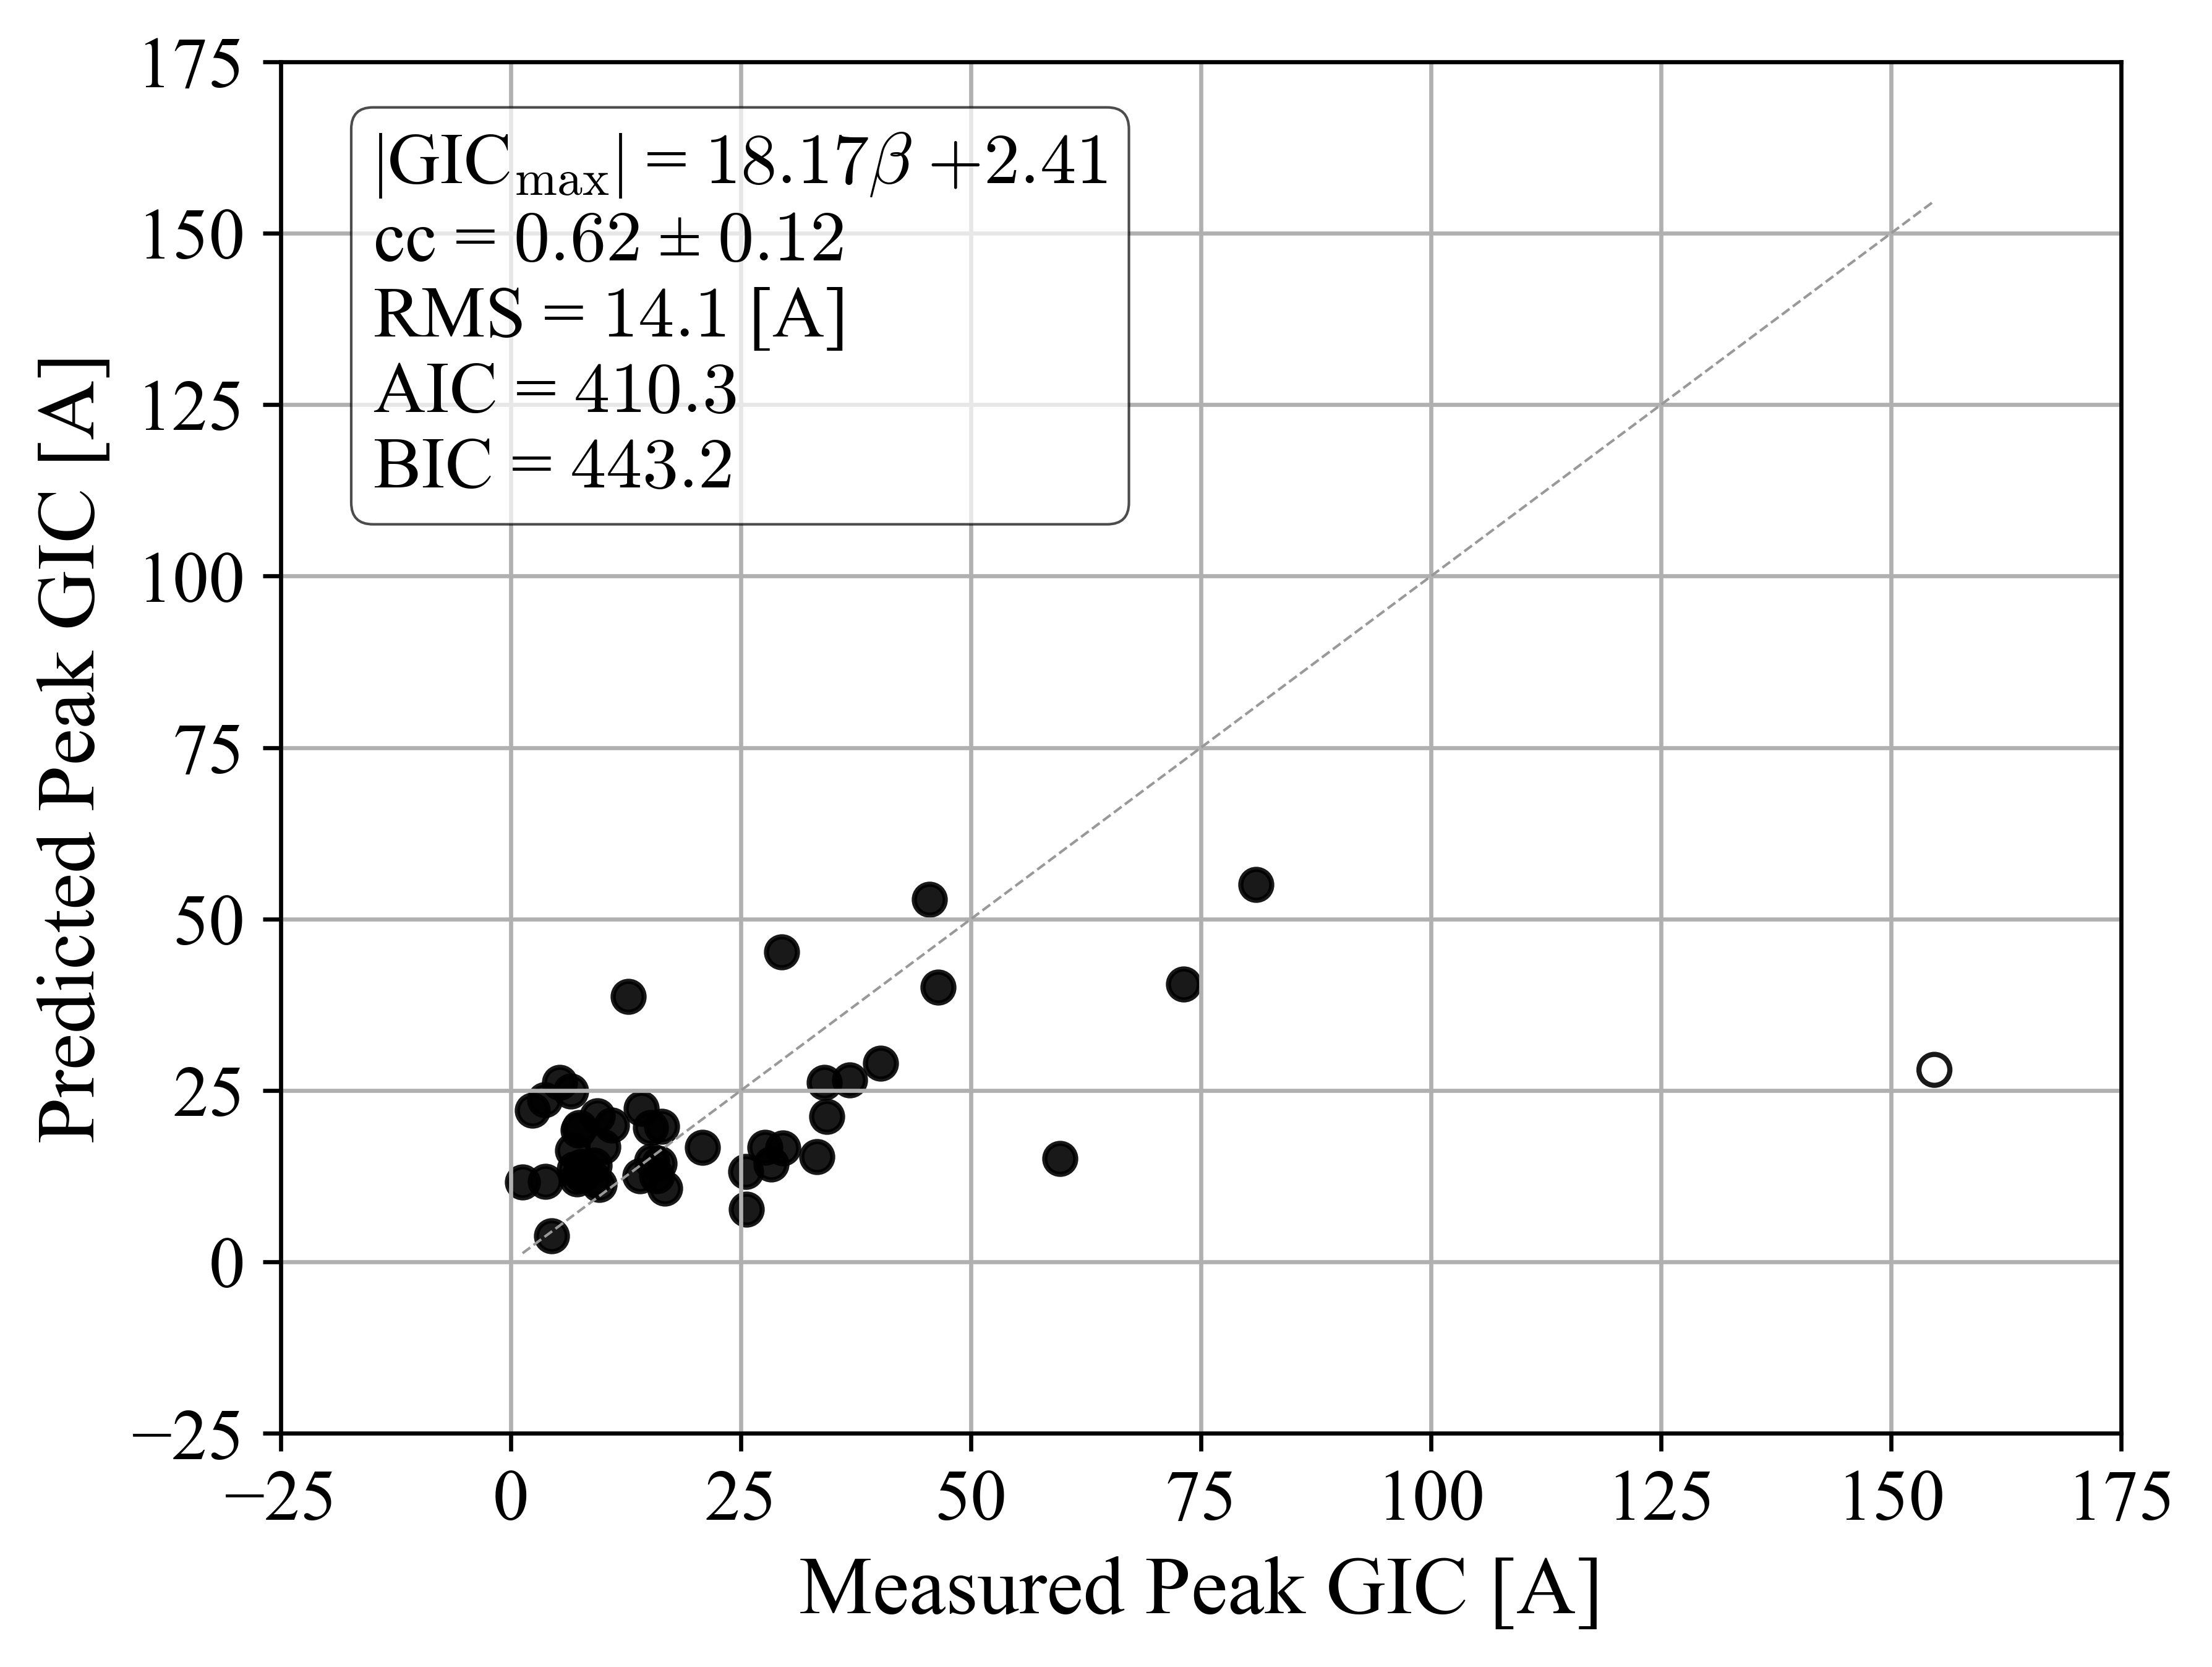 175
150
125
100
75
50
25
0
−25
−25 0 25 50 75 100 125 150 175
Predicted Peak GIC [A]
Measured Peak GIC [A]
|GICmax| = 18.17β +2.41
cc = 0.62 ± 0.12
RMS = 14.1 [A]
AIC = 410.3
BIC = 443.2